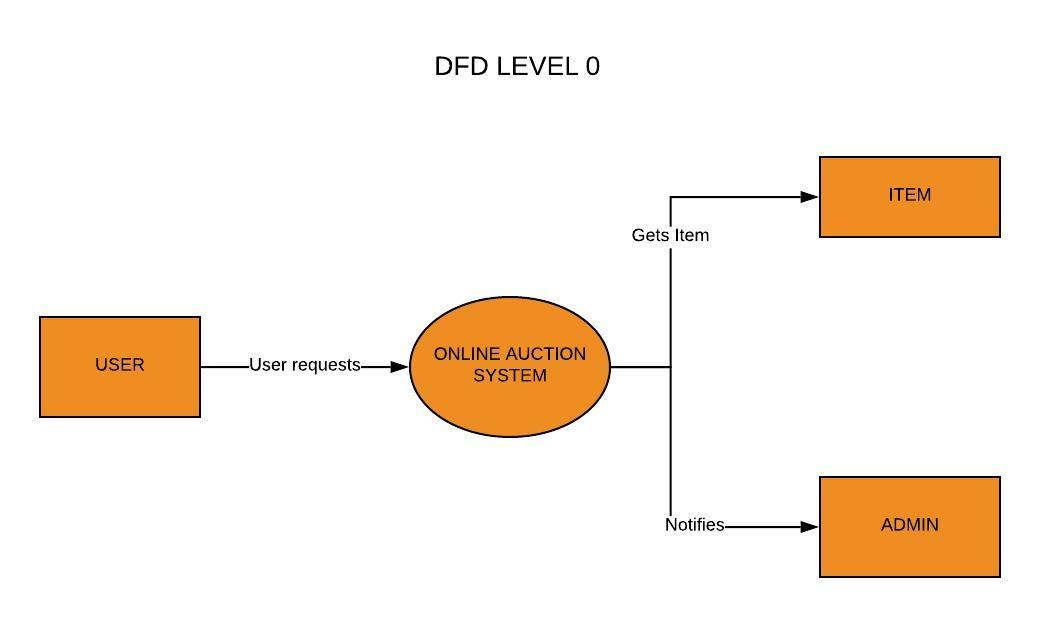 DFD LEVEL 0
ITEM
Gets Item
USER
User requests
ONLINE AUCTION
SYSTEM
Notifies
ADMIN